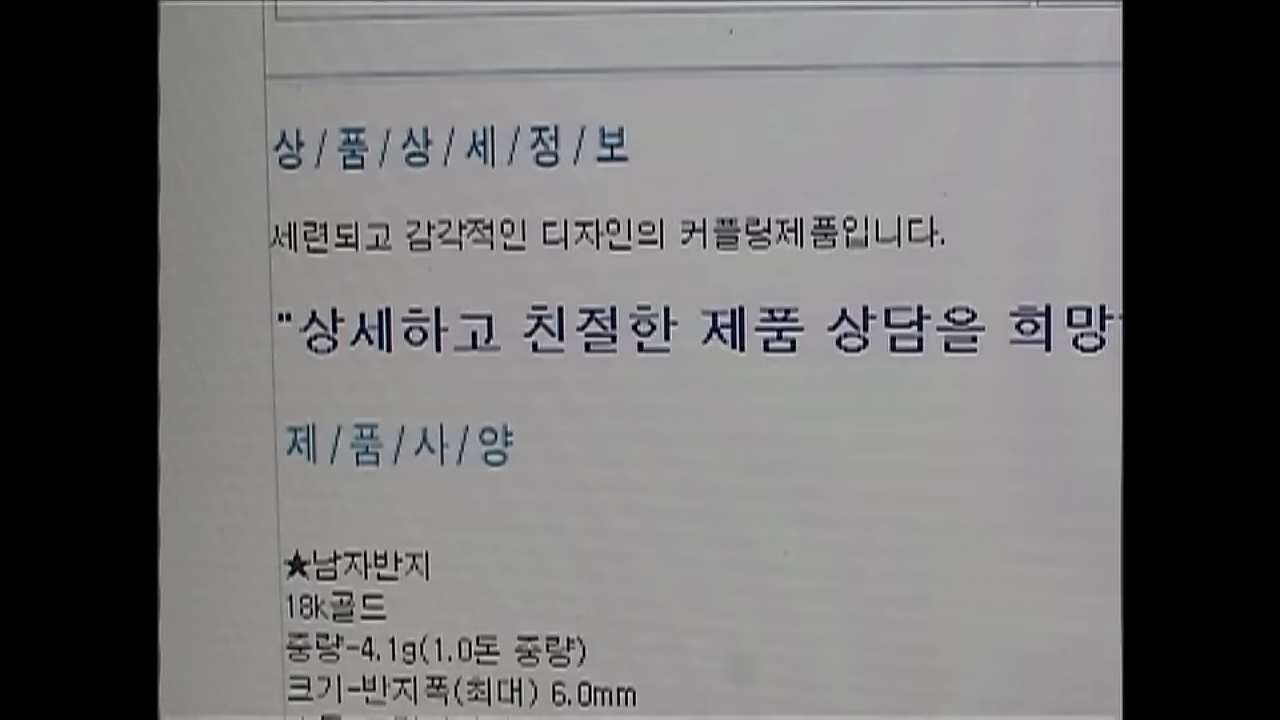 상/품/상/세/정/보
세련되고 감각적인 디자인의 커플링제품입니다.
"상세하고 친절한 제품 상담을 희망
제/품/사/양
★남자반지
18k골드
중량-4.1g(1.0돈 중량)
크기-반지폭(최대) 6.0mm